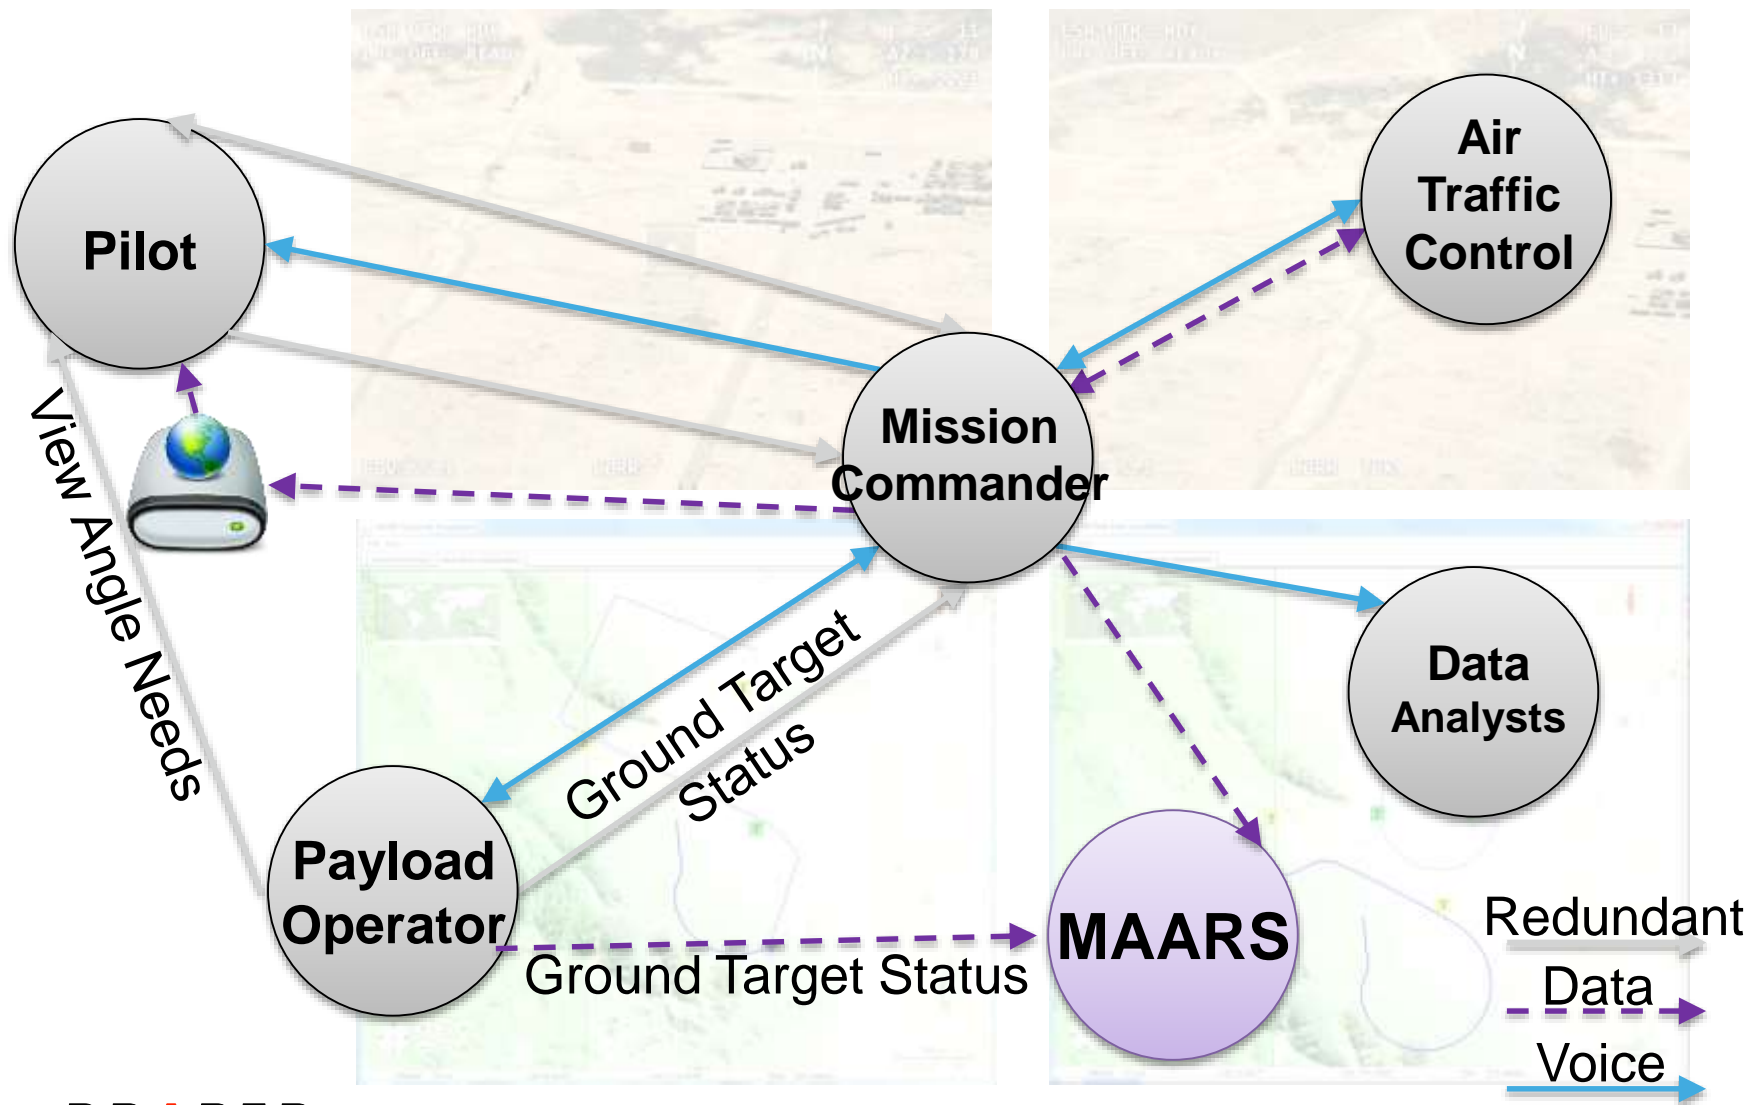 Pilot
Air
Traffic
Control
Mission
Commander
View Angle Needs
Ground Target
Status
Data
Analysts
Payload
Operator
MAARS
Ground Target Status
Redundant
Data
Voice